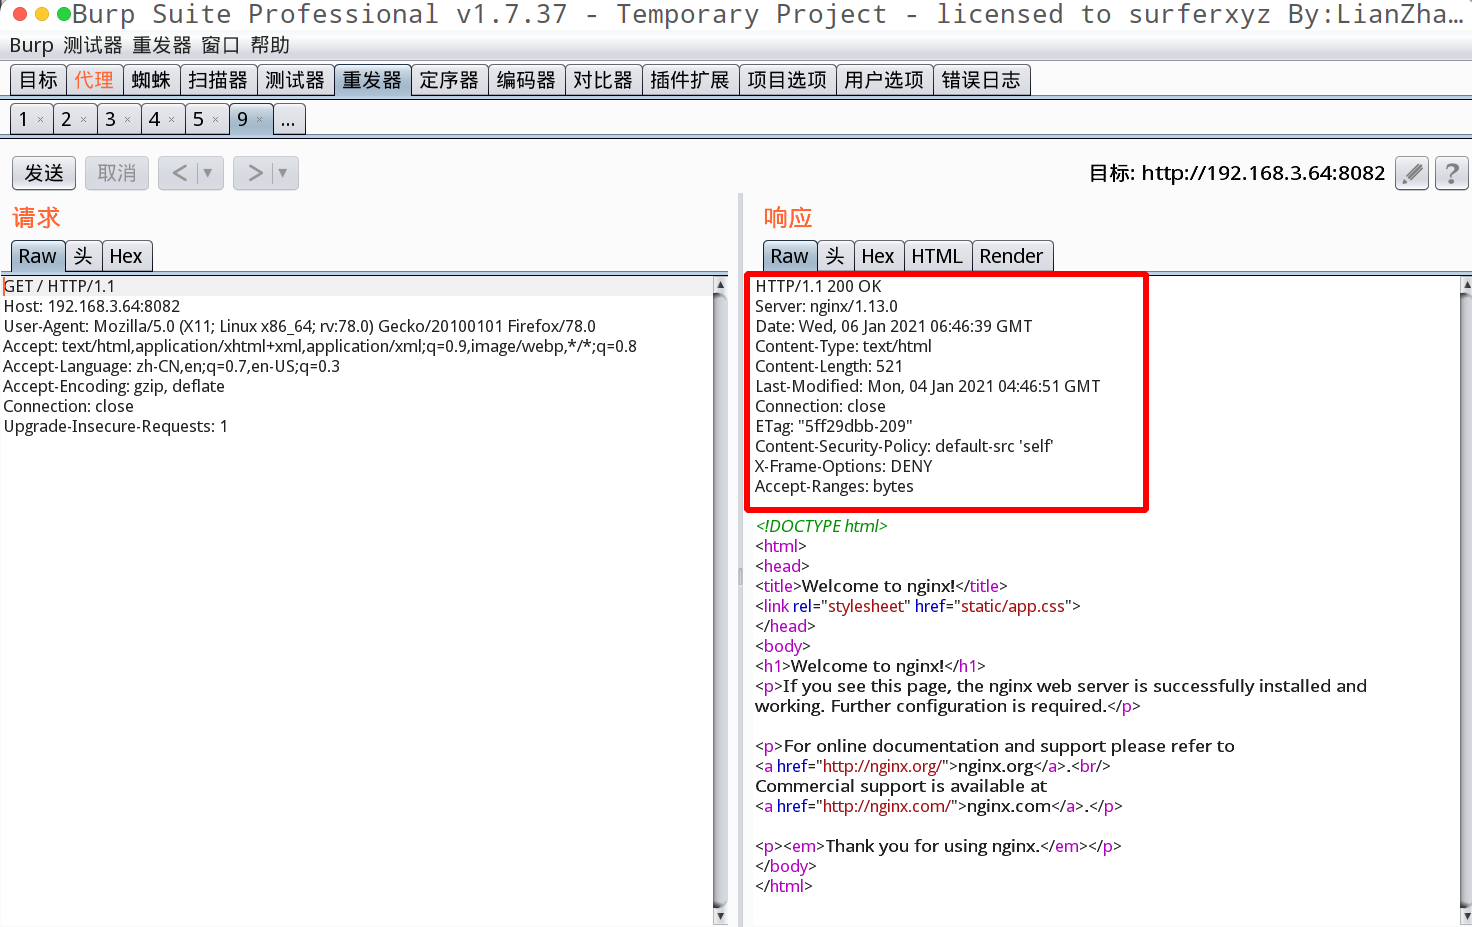 Burp Suite Professional v1.7.37 - Temporary Project - licensed to surferxyz By:LianZha...
Burp 测试器 重发器 窗口 帮助
目标 代理 蜘蛛 扫描器 测试器 重发器 定序器 编码器 对比器 插件扩展 项目选项 用户选项 错误日志
1 × 2 × 3 × 4 × 5 × 9 × ...
发送 取消 < > 目标: http://192.168.3.64:8082 ?
请求
Raw 头 Hex
GET / HTTP/1.1
Host: 192.168.3.64:8082
User-Agent: Mozilla/5.0 (X11; Linux x86_64; rv:78.0) Gecko/20100101 Firefox/78.0
Accept: text/html,application/xhtml+xml,application/xml;q=0.9,image/webp,*/*;q=0.8
Accept-Language: zh-CN,en;q=0.7,en-US;q=0.3
Accept-Encoding: gzip, deflate
Connection: close
Upgrade-Insecure-Requests: 1
响应
Raw 头 Hex HTML Render
HTTP/1.1 200 OK
Server: nginx/1.13.0
Date: Wed, 06 Jan 2021 06:46:39 GMT
Content-Type: text/html
Content-Length: 521
Last-Modified: Mon, 04 Jan 2021 04:46:51 GMT
Connection: close
ETag: "5ff29dbb-209"
Content-Security-Policy: default-src 'self'
X-Frame-Options: DENY
Accept-Ranges: bytes
<!DOCTYPE html>
<html>
<head>
<title>Welcome to nginx!</title>
<link rel="stylesheet" href="static/app.css">
</head>
<body>
<h1>Welcome to nginx!</h1>
<p>If you see this page, the nginx web server is successfully installed and
working. Further configuration is required.</p>
<p>For online documentation and support please refer to
<a href="http://nginx.org/">nginx.org</a>.<br/>
Commercial support is available at
<a href="http://nginx.com/">nginx.com</a>.</p>
<p><em>Thank you for using nginx.</em></p>
</body>
</html>